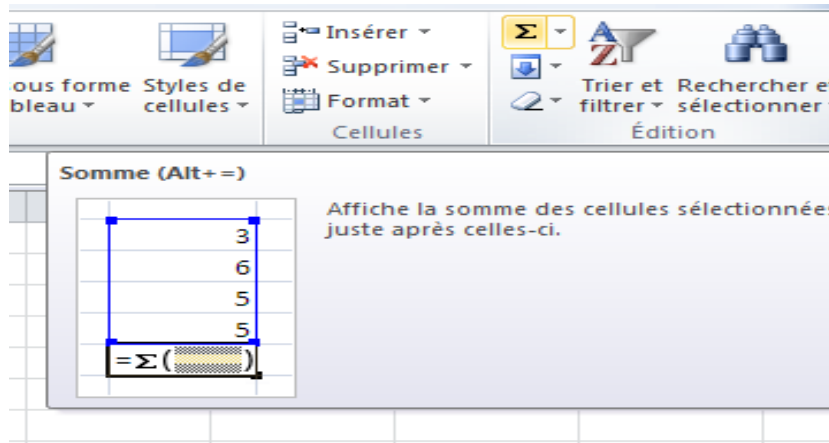 Insérer
Supprimer
Format
Cellules
ous forme
bleau
Styles de
cellules
Σ
Trier et
filtrer
Rechercher e
sélectionner
Édition
Somme (Alt+=)
Affiche la somme des cellules sélectionnées
juste après celles-ci.
3
6
5
5
=Σ( )